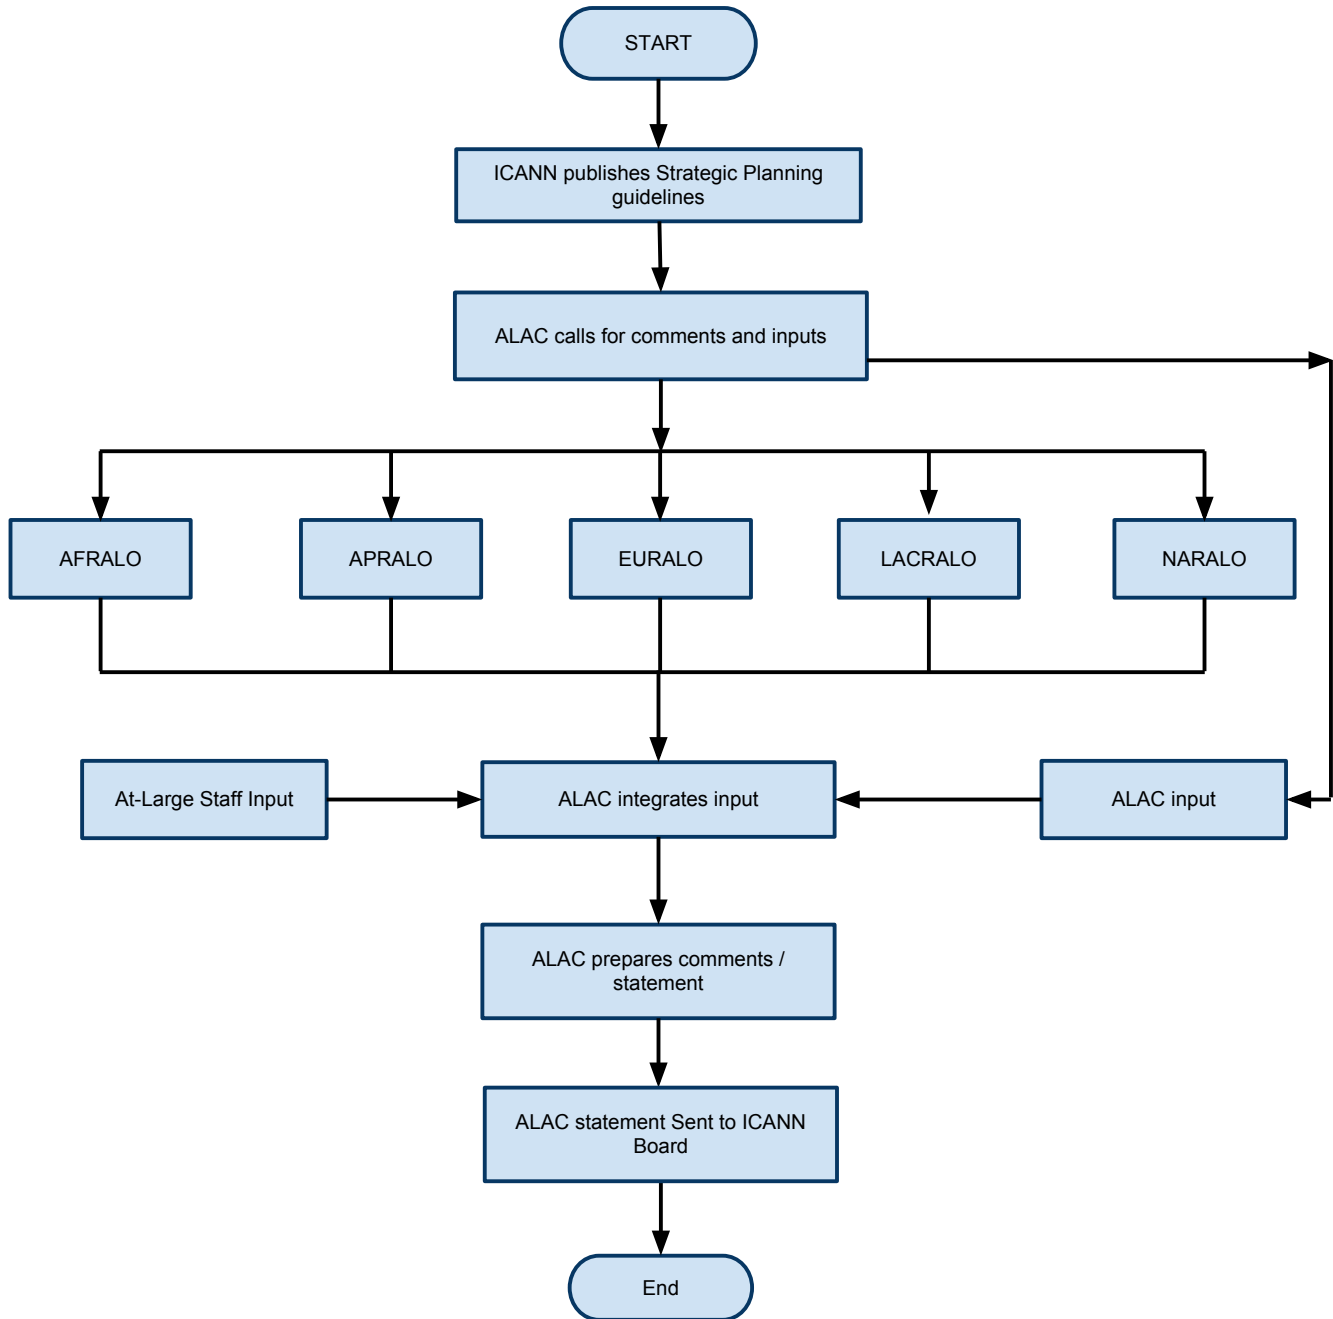 START
ICANN publishes Strategic Planning
guidelines
ALAC calls for comments and inputs
AFRALO
APRALO
EURALO
LACRALO
NARALO
At-Large Staff Input
ALAC integrates input
ALAC input
ALAC prepares comments /
statement
ALAC statement Sent to ICANN
Board
End